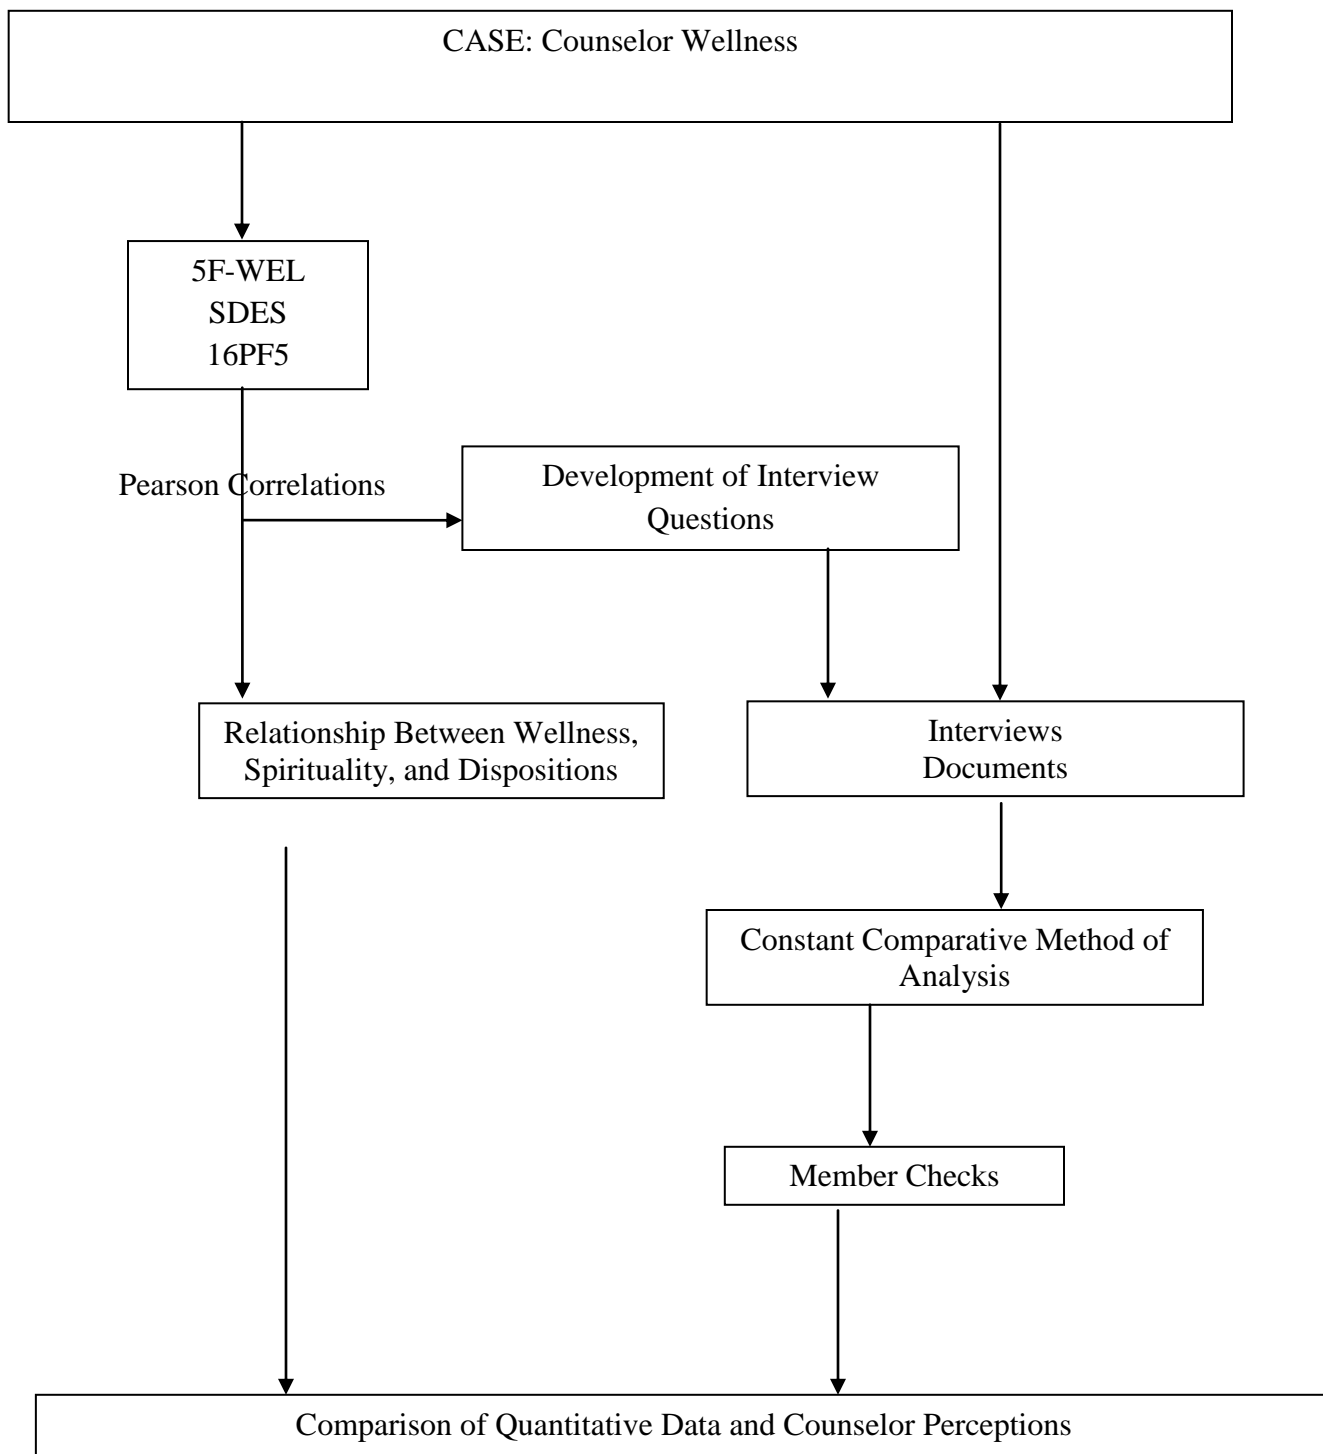 CASE: Counselor Wellness
5F-WEL
SDES
16PF5
Pearson Correlations
Development of Interview
Questions
Relationship Between Wellness,
Spirituality, and Dispositions
Interviews
Documents
Constant Comparative Method of
Analysis
Member Checks
Comparison of Quantitative Data and Counselor Perceptions